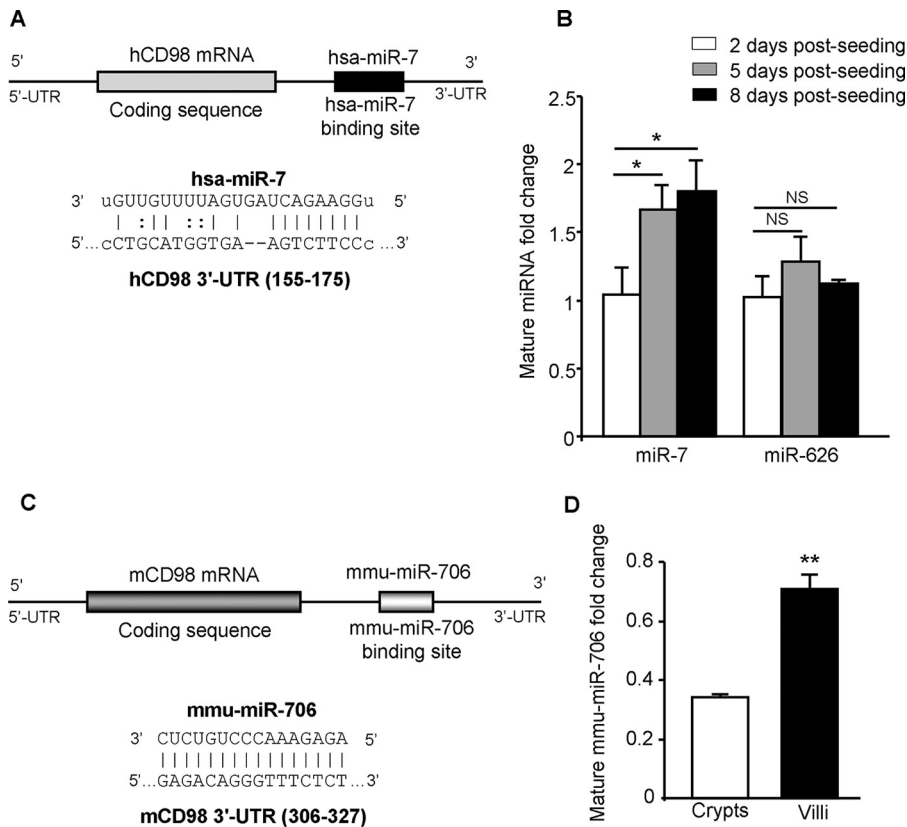 A
5' hCD98 mRNA hsa-miR-7 3'
5'-UTR Coding sequence hsa-miR-7 binding site 3'-UTR
hsa-miR-7
3' uGUUGUUUUAGUGAUCAGAAGGu 5'
| : | : : | | | | | | | | | |
5'...cCTGCATGGTGA--AGTCTTCCc...3'
hCD98 3'-UTR (155-175)
B
2 days post-seeding
5 days post-seeding
8 days post-seeding
Mature miRNA fold change
2.5
2
1.5
1
0.5
0
*
*
NS
NS
miR-7
miR-626
C
5' mCD98 mRNA mmu-miR-706 3'
5'-UTR Coding sequence mmu-miR-706 binding site 3'-UTR
mmu-miR-706
3' CUCUGUCCCAAAGAGA 5'
| | | | | | | | | | | | | | | |
5'...GAGACAGGGTTTCTCT...3'
mCD98 3'-UTR (306-327)
D
Mature mmu-miR-706 fold change
0.8
0.6
0.4
0.2
0
**
Crypts
Villi